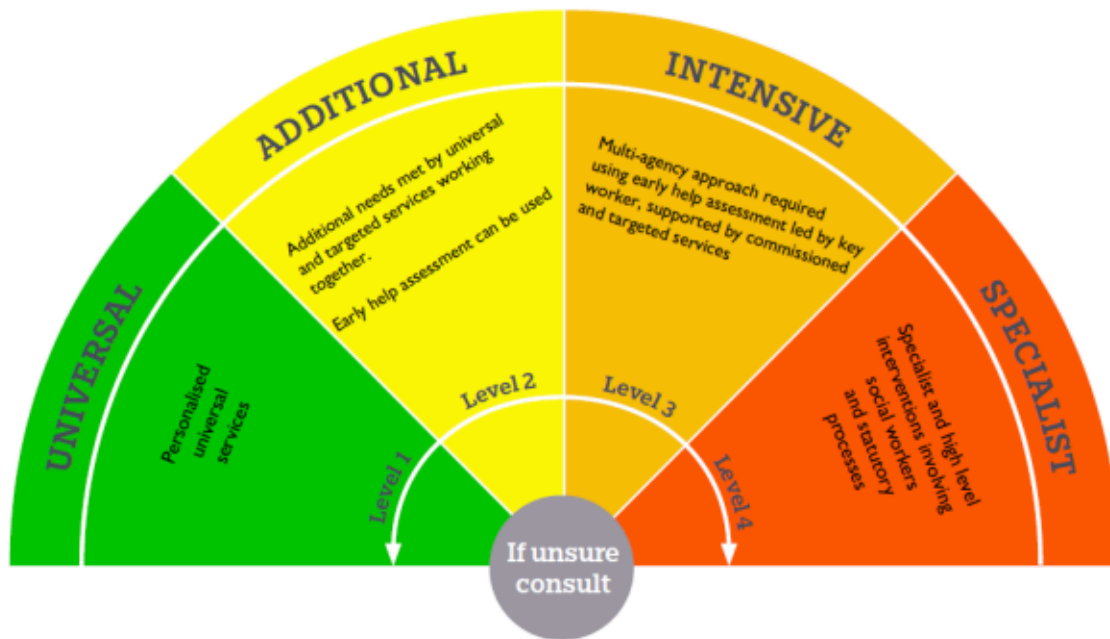 UNIVERSAL
Personalised
universal
services
Level 1
ADDITIONAL
Additional needs met by universal
and targeted services working
together.
Early help assessment can be used
Level 2
INTENSIVE
Multi-agency approach required
using early help assessment led by key
worker, supported by commissioned
and targeted services
Level 3
SPECIALIST
Specialist and high level
interventions involving
social workers
and statutory
processes
Level 4
If unsure
consult